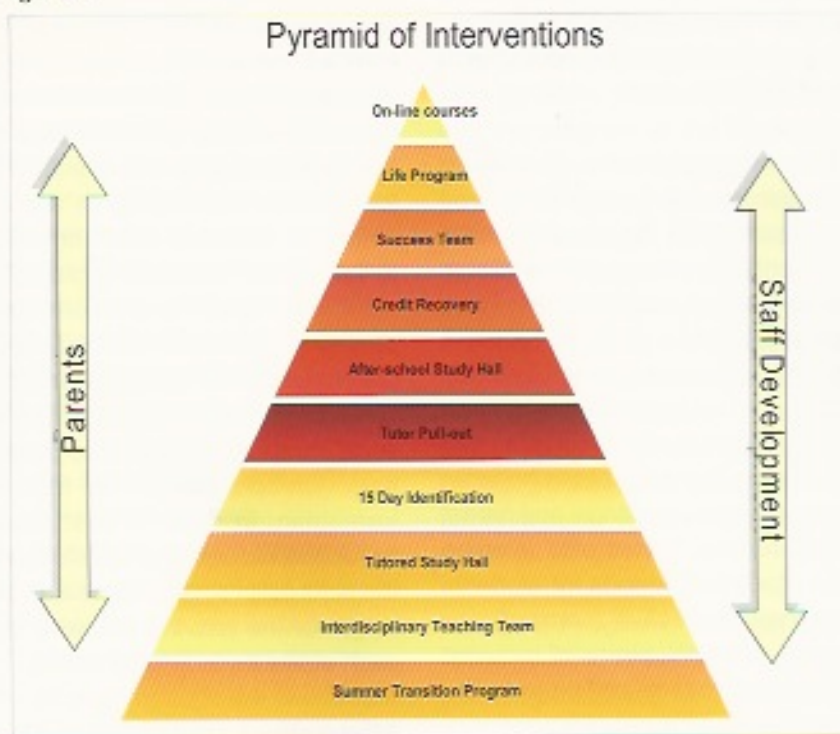 Pyramid of Interventions
On-line courses
Life Program
Success Team
Credit Recovery
After-school Study Hall
Tutor Pull-out
15 Day Identification
Tutored Study Hall
Interdisciplinary Teaching Team
Summer Transition Program
Parents
Staff Development